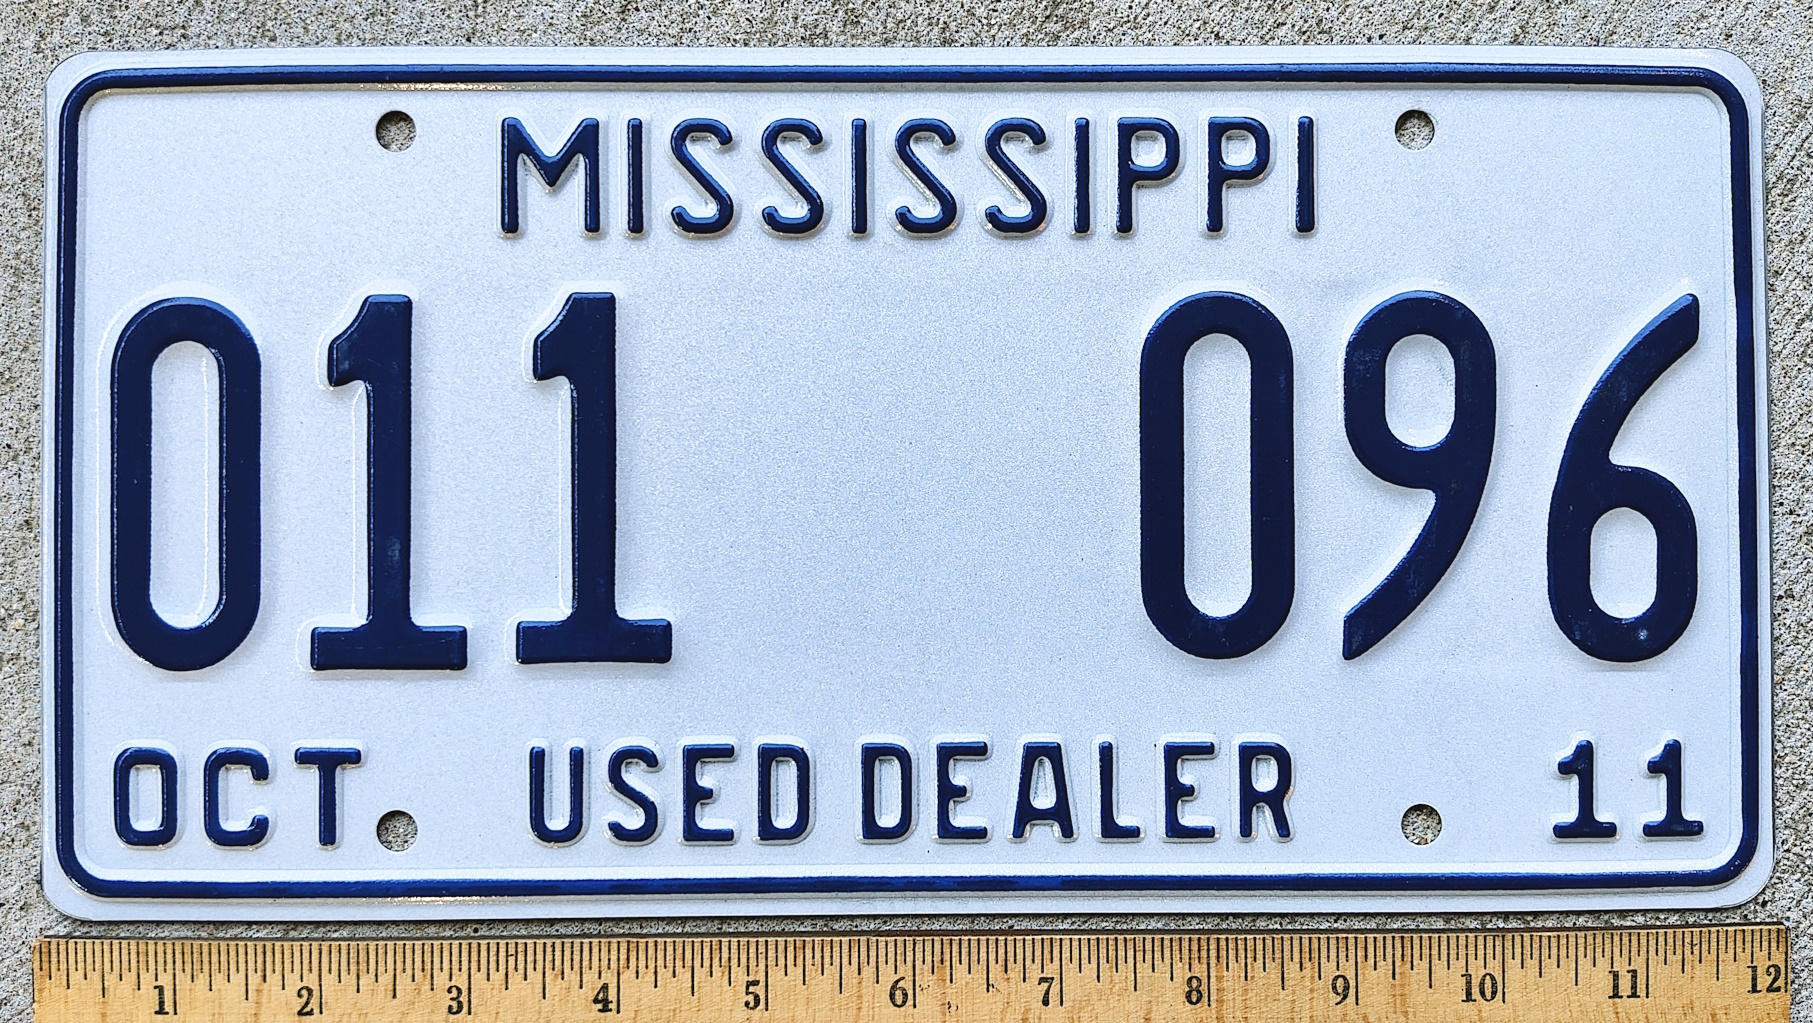 MISSISSIPPI
011 096
OCT USED DEALER 11
1 2 3 4 5 6 7 8 9 10 11 12